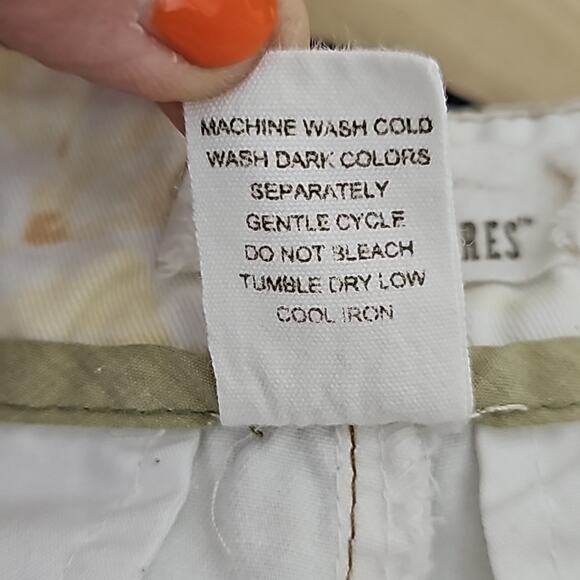 MACHINE WASH COLD
WASH DARK COLORS
SEPARATELY
GENTLE CYCLE
DO NOT BLEACH
TUMBLE DRY LOW
COOL IRON
RES™